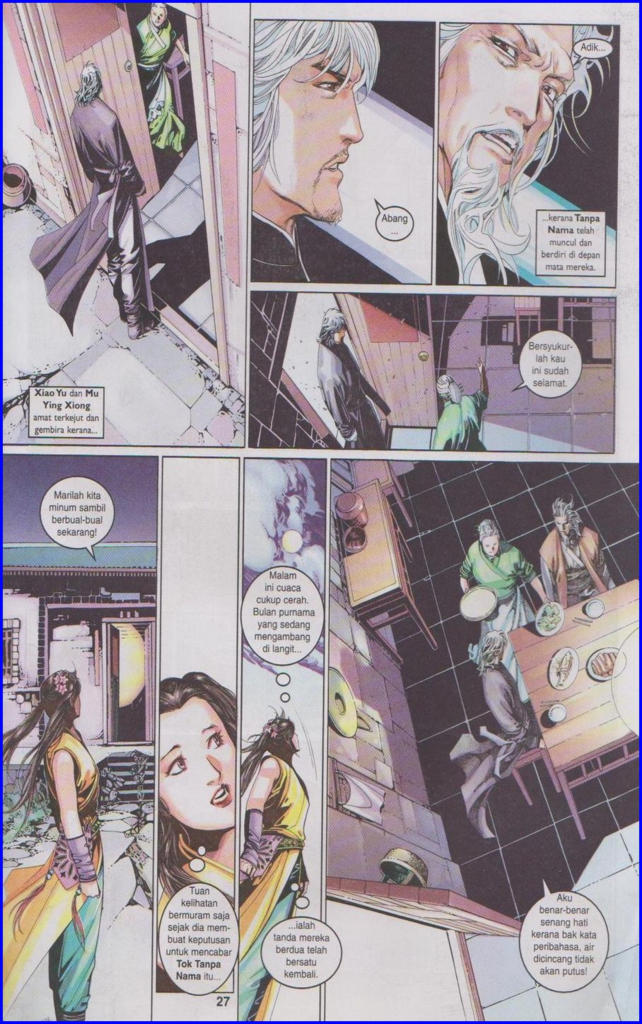 Xiao Yu dan Mu
Ying Xiong
amat terkejut dan
gembira kerana...
Abang
...
Adik...
...kerana Tanpa
Nama telah
muncul dan
berdiri di depan
mata mereka.
Bersyukur-
lah kau
ini sudah
selamat.
Marilah kita
minum sambil
berbual-bual
sekarang!
Tuan
kelihatan
bermuram saja
sejak dia mem-
buat keputusan
untuk mencabar
Tok Tanpa
Nama itu...
Malam
ini cuaca
cukup cerah.
Bulan purnama
yang sedang
mengambang
di langit...
...ialah
tanda mereka
berdua telah
bersatu
kembali.
Aku
benar-benar
senang hati
kerana bak kata
peribahasa, air
dicincang tidak
akan putus!
27